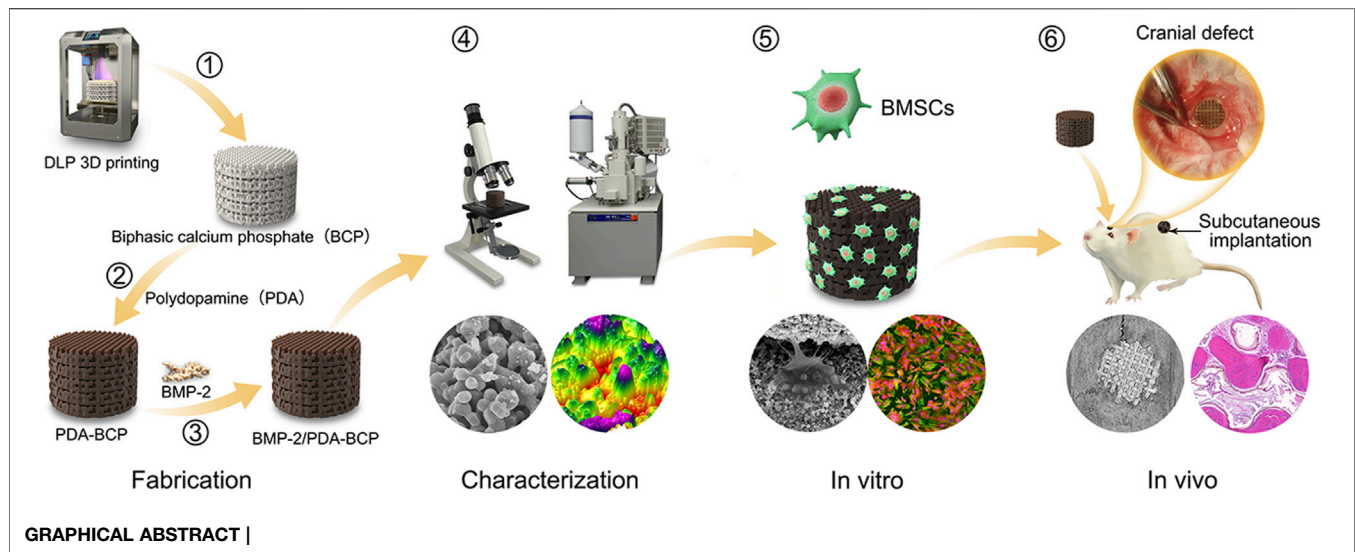 ①
DLP 3D printing
Biphasic calcium phosphate（BCP）
②
Polydopamine（PDA）
PDA-BCP
BMP-2
③
BMP-2/PDA-BCP
Fabrication
④
Characterization
⑤
BMSCs
In vitro
⑥
Cranial defect
Subcutaneous
implantation
In vivo
GRAPHICAL ABSTRACT |